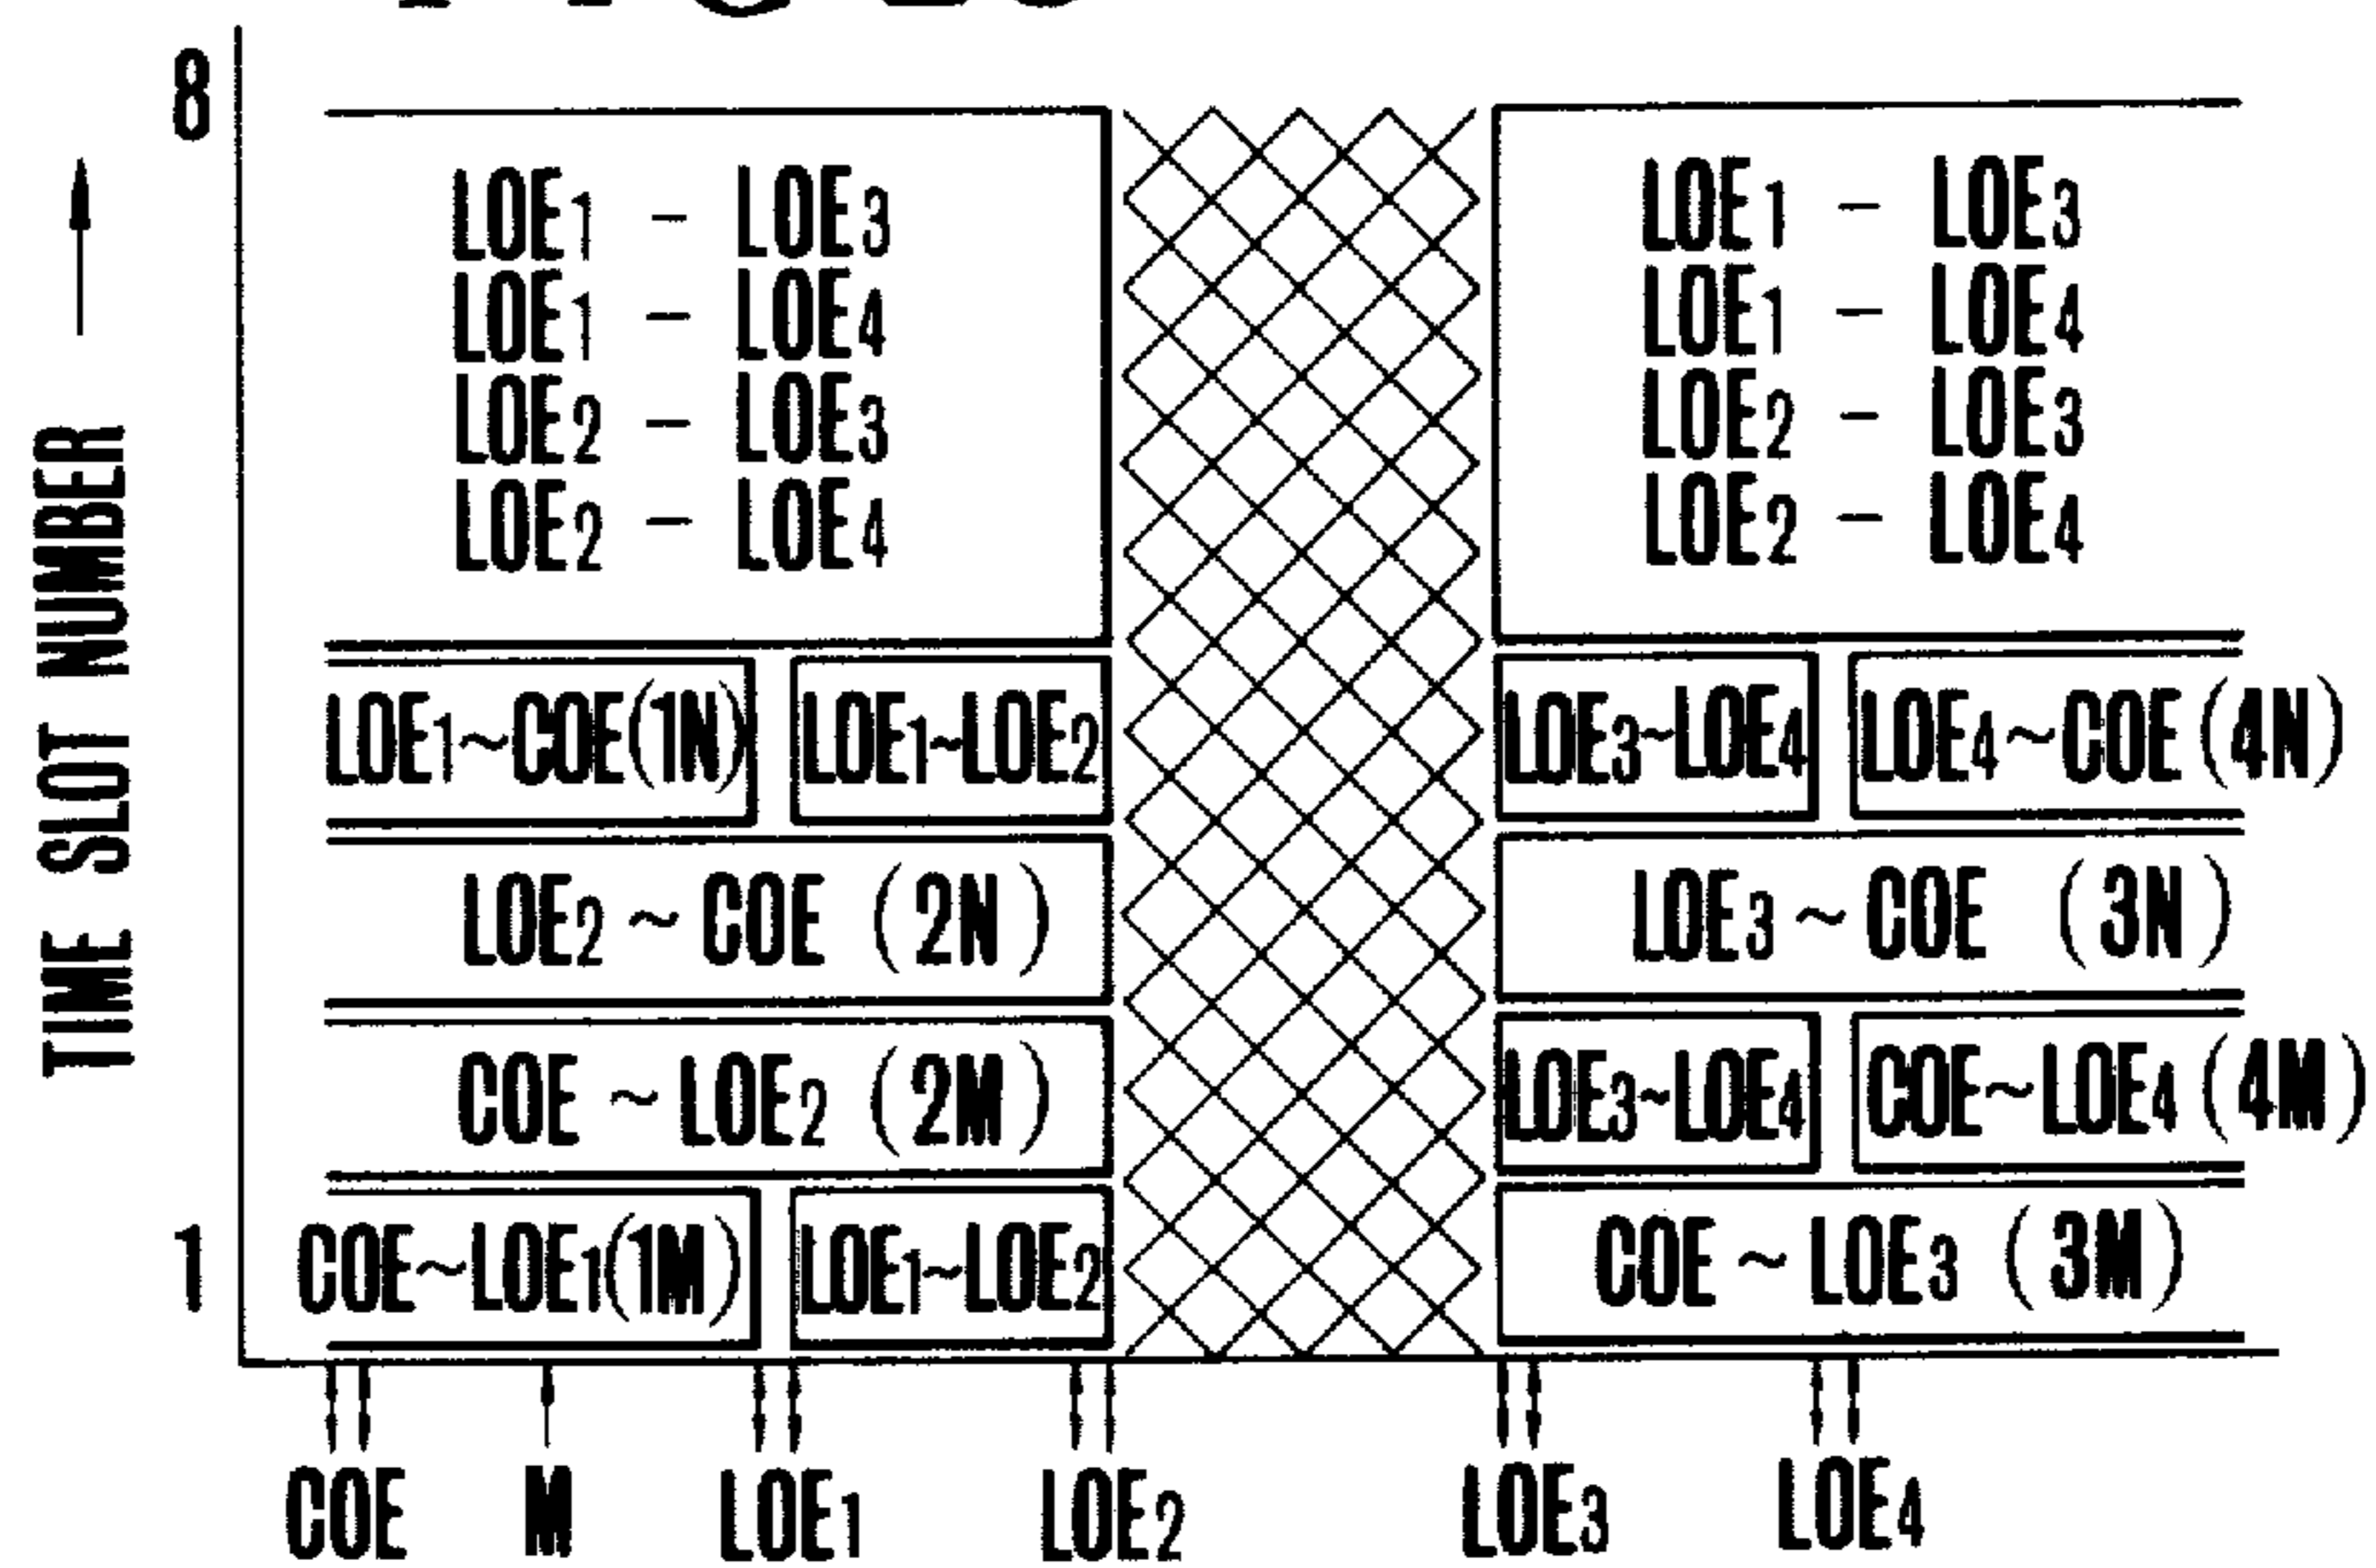 8
LOE1 - LOE3
LOE1 - LOE4
LOE2 - LOE3
LOE2 - LOE4
LOE1 - LOE3
LOE1 - LOE4
LOE2 - LOE3
LOE2 - LOE4
TIME SLOT NUMBER
LOE1~COE(1N) LOE1~LOE2
LOE3~LOE4 LOE4~COE(4N)
LOE2~COE (2N)
LOE3~COE (3N)
COE ~ LOE2 (2M)
LOE3~LOE4 COE~LOE4(4M)
1
COE~LOE1(1M) LOE1~LOE2
COE ~ LOE3 (3M)
COE M LOE1 LOE2 LOE3 LOE4